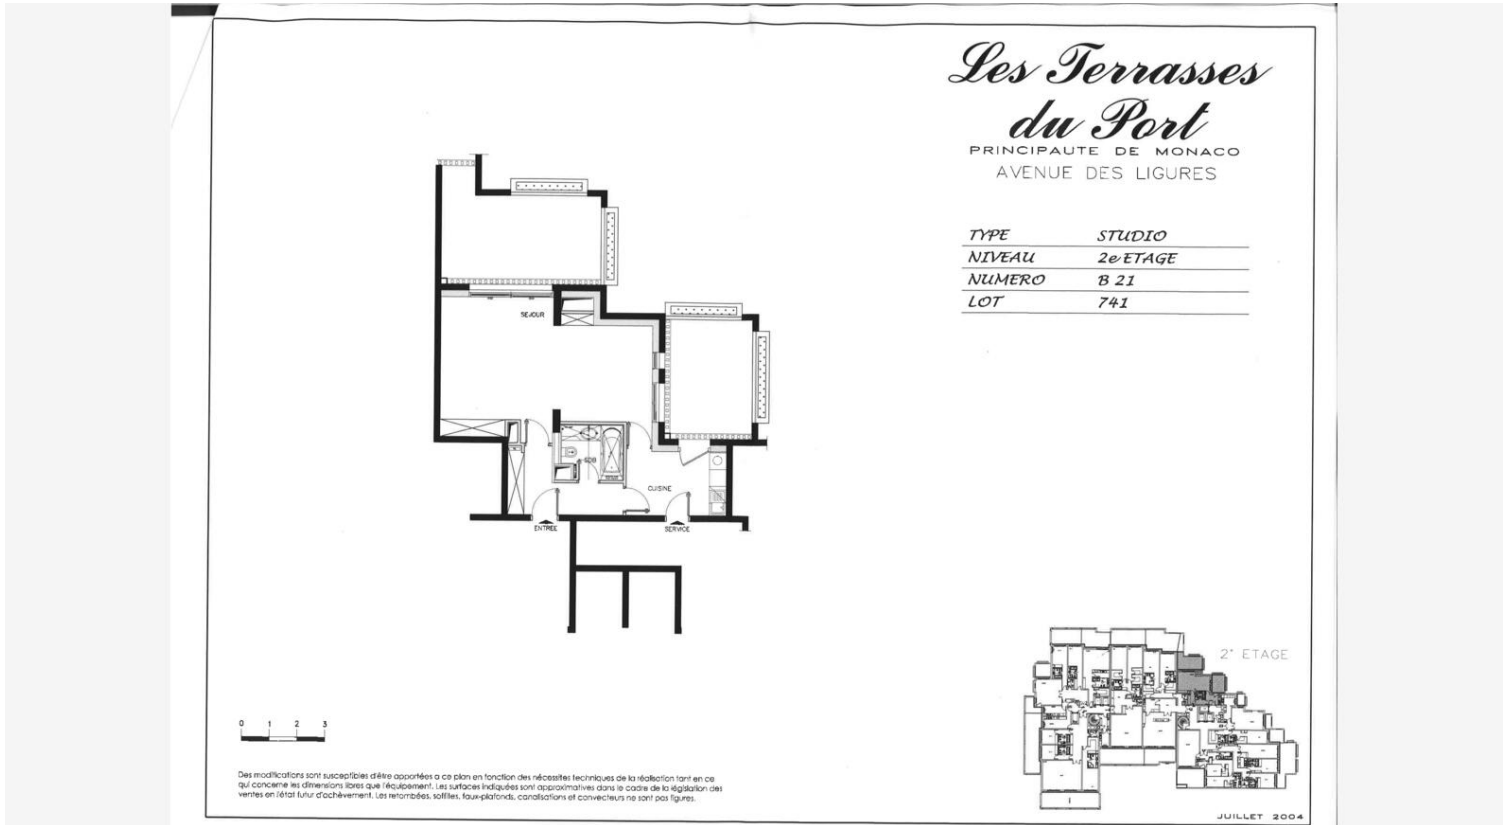 Les Terrasses
du Port
PRINCIPAUTE DE MONACO
AVENUE DES LIGURES
TYPE STUDIO
NIVEAU 2e ETAGE
NUMERO B 21
LOT 741
SEJOUR
SDB
CUISINE
ENTREE
SERVICE
2° ETAGE
0 1 2 3
Des modifications sont susceptibles d'être apportées a ce plan en fonction des nécessites techniques de la réalisation tant en ce
qui concerne les dimensions libres que l'équipement. Les surfaces indiquées sont approximatives dans le cadre de la législation des
ventes en l'état futur d'achèvement. Les retombées, soffites, faux-plafonds, canalisations et convecteurs ne sont pas figures.
JUILLET 2004